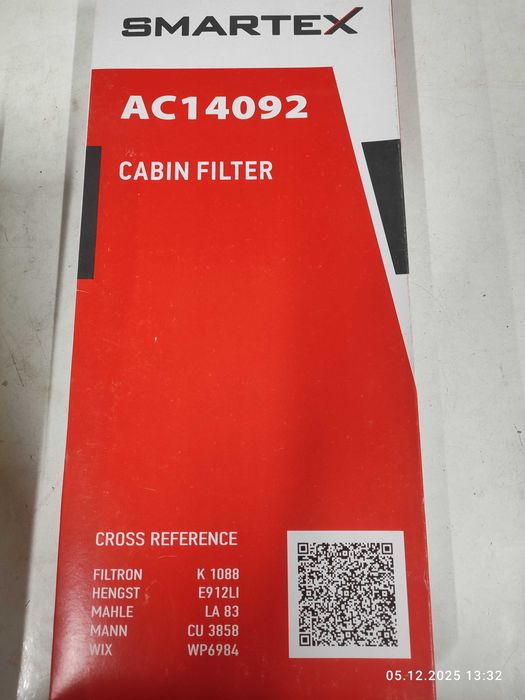 SMARTEX
AC14092
CABIN FILTER
CROSS REFERENCE
FILTRON K 1088
HENGST E912LI
MAHLE LA 83
MANN CU 3858
WIX WP6984
05.12.2025 13:32